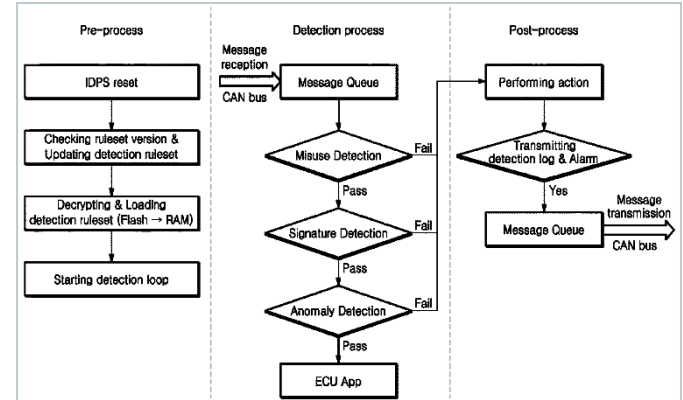 Pre-process
IDPS reset
Checking ruleset version &
Updating detection ruleset
Decrypting & Loading
detection ruleset (Flash → RAM)
Starting detection loop
Detection process
Message
reception
CAN bus
Message Queue
Misuse Detection
Fail
Pass
Signature Detection
Fail
Pass
Anomaly Detection
Fail
Pass
ECU App
Post-process
Performing action
Transmitting
detection log & Alarm
Yes
Message Queue
Message
transmission
CAN bus